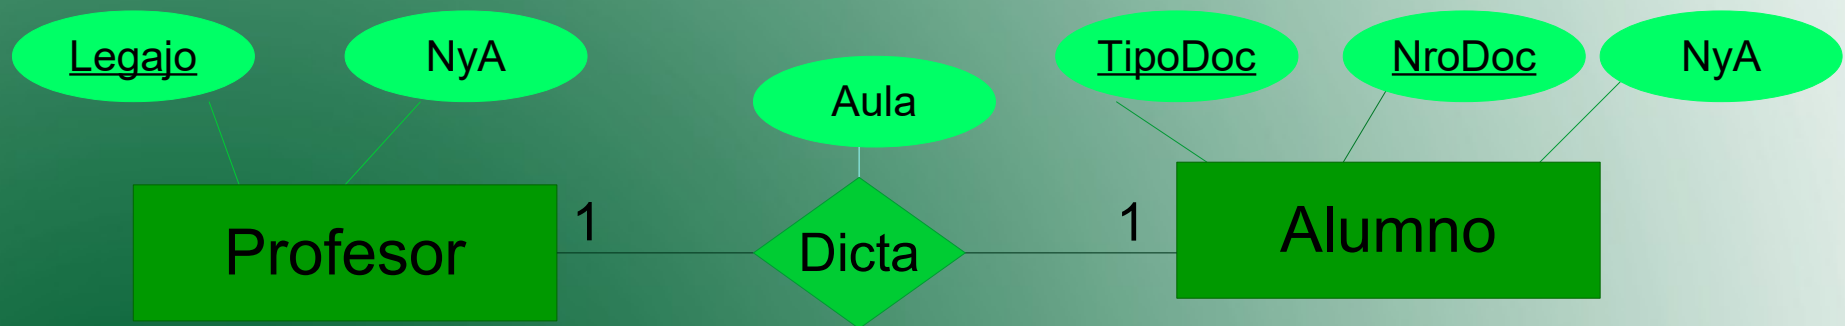 Legajo
NyA
Aula
TipoDoc
NroDoc
NyA
Profesor
1
Dicta
1
Alumno